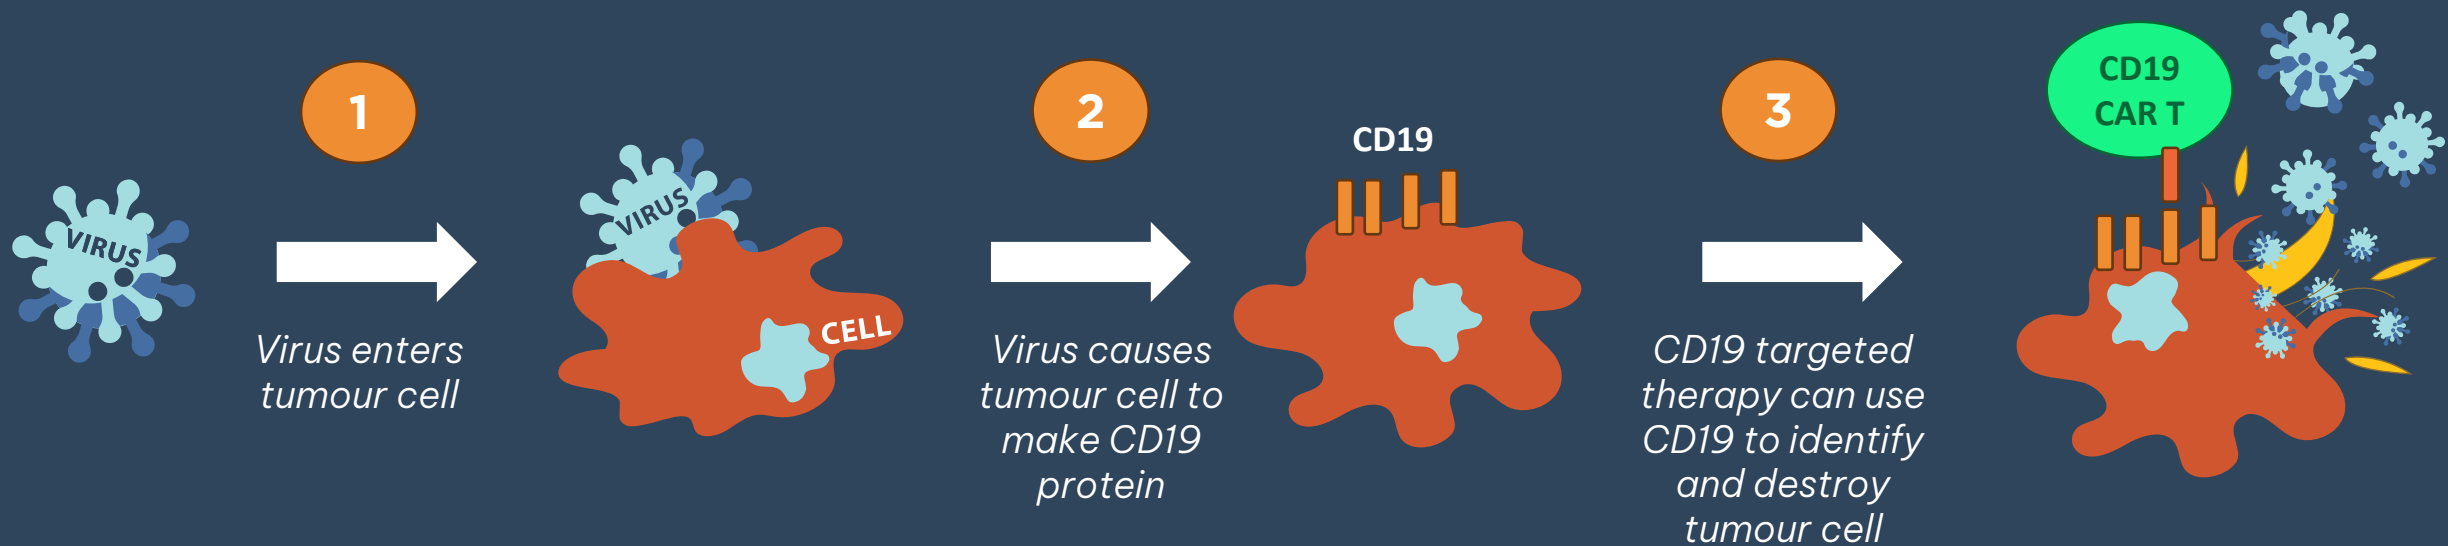 VIRUS
1
Virus enters
tumour cell
VIRUS
CELL
2
Virus causes
tumour cell to
make CD19
protein
CD19
3
CD19 targeted
therapy can use
CD19 to identify
and destroy
tumour cell
CD19
CAR T